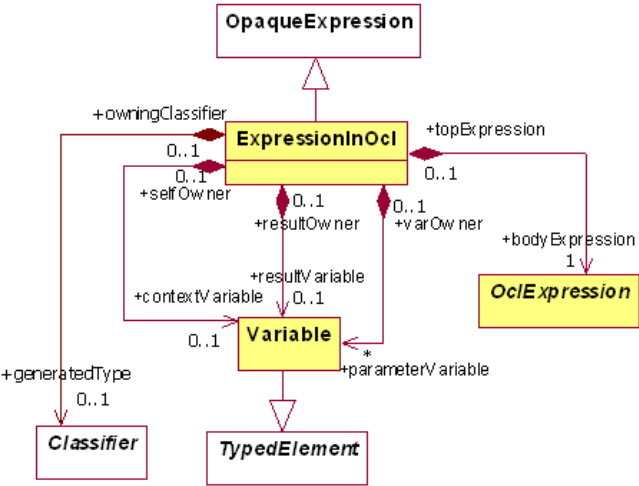 OpaqueExpression
+owningClassifier
ExpressionInOcl
+topExpression
0..1
0..1
0..1
+selfOwner
0..1
0..1
+resultOwner
+varOwner
+bodyExpression
1
+resultVariable
+contextVariable
0..1
OclExpression
0..1
Variable
*
+parameterVariable
+generatedType
0..1
Classifier
TypedElement